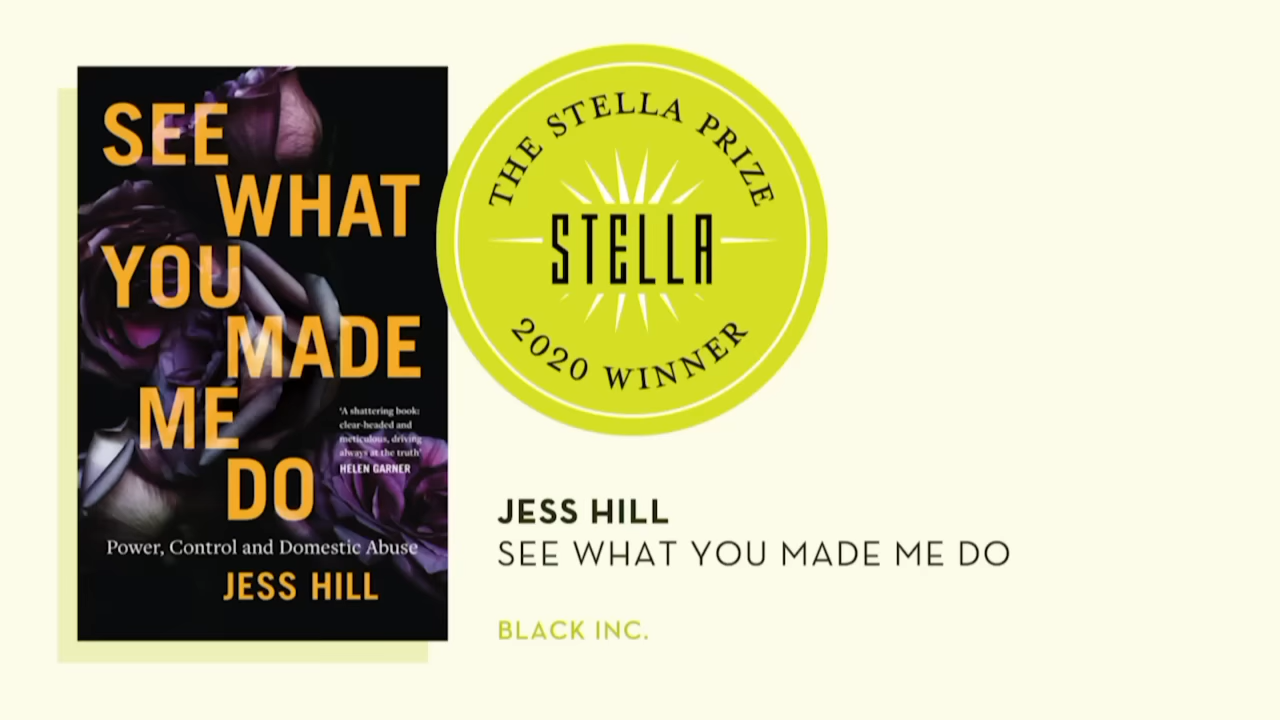 SEE
WHAT
YOU
MADE
ME
DO
'A shattering book:
clear-headed and
meticulous, driving
always at the truth'
HELEN GARNER
Power, Control and Domestic Abuse
JESS HILL
THE STELLA PRIZE
STELLA
2020 WINNER
JESS HILL
SEE WHAT YOU MADE ME DO
BLACK INC.